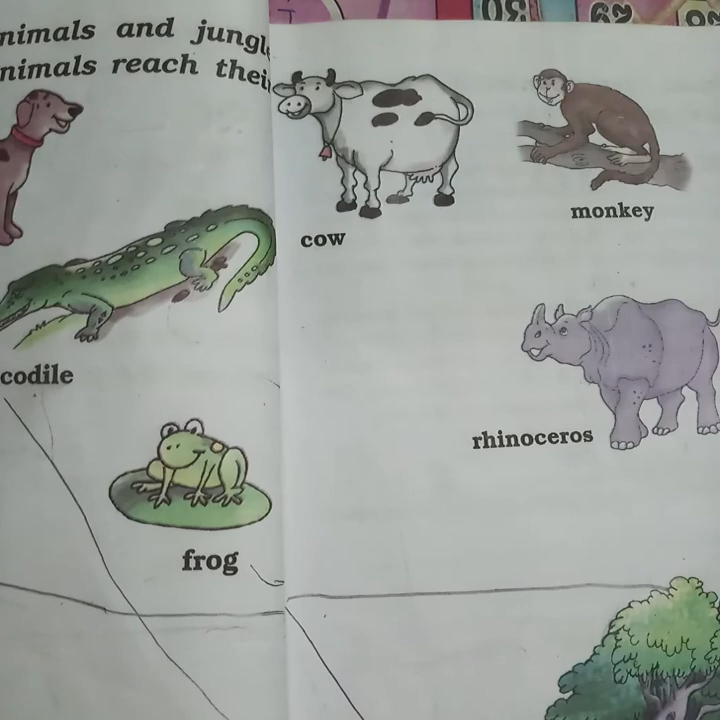 nimals and jungl
nimals reach thei
cow
monkey
codile
rhinoceros
frog